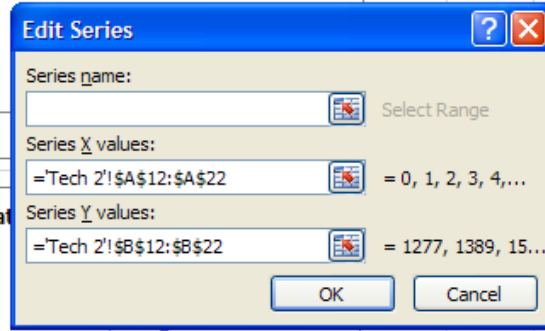 Edit Series
Series name:
Select Range
Series X values:
='Tech 2'!$A$12:$A$22 = 0, 1, 2, 3, 4,...
Series Y values:
='Tech 2'!$B$12:$B$22 = 1277, 1389, 15...
OK Cancel